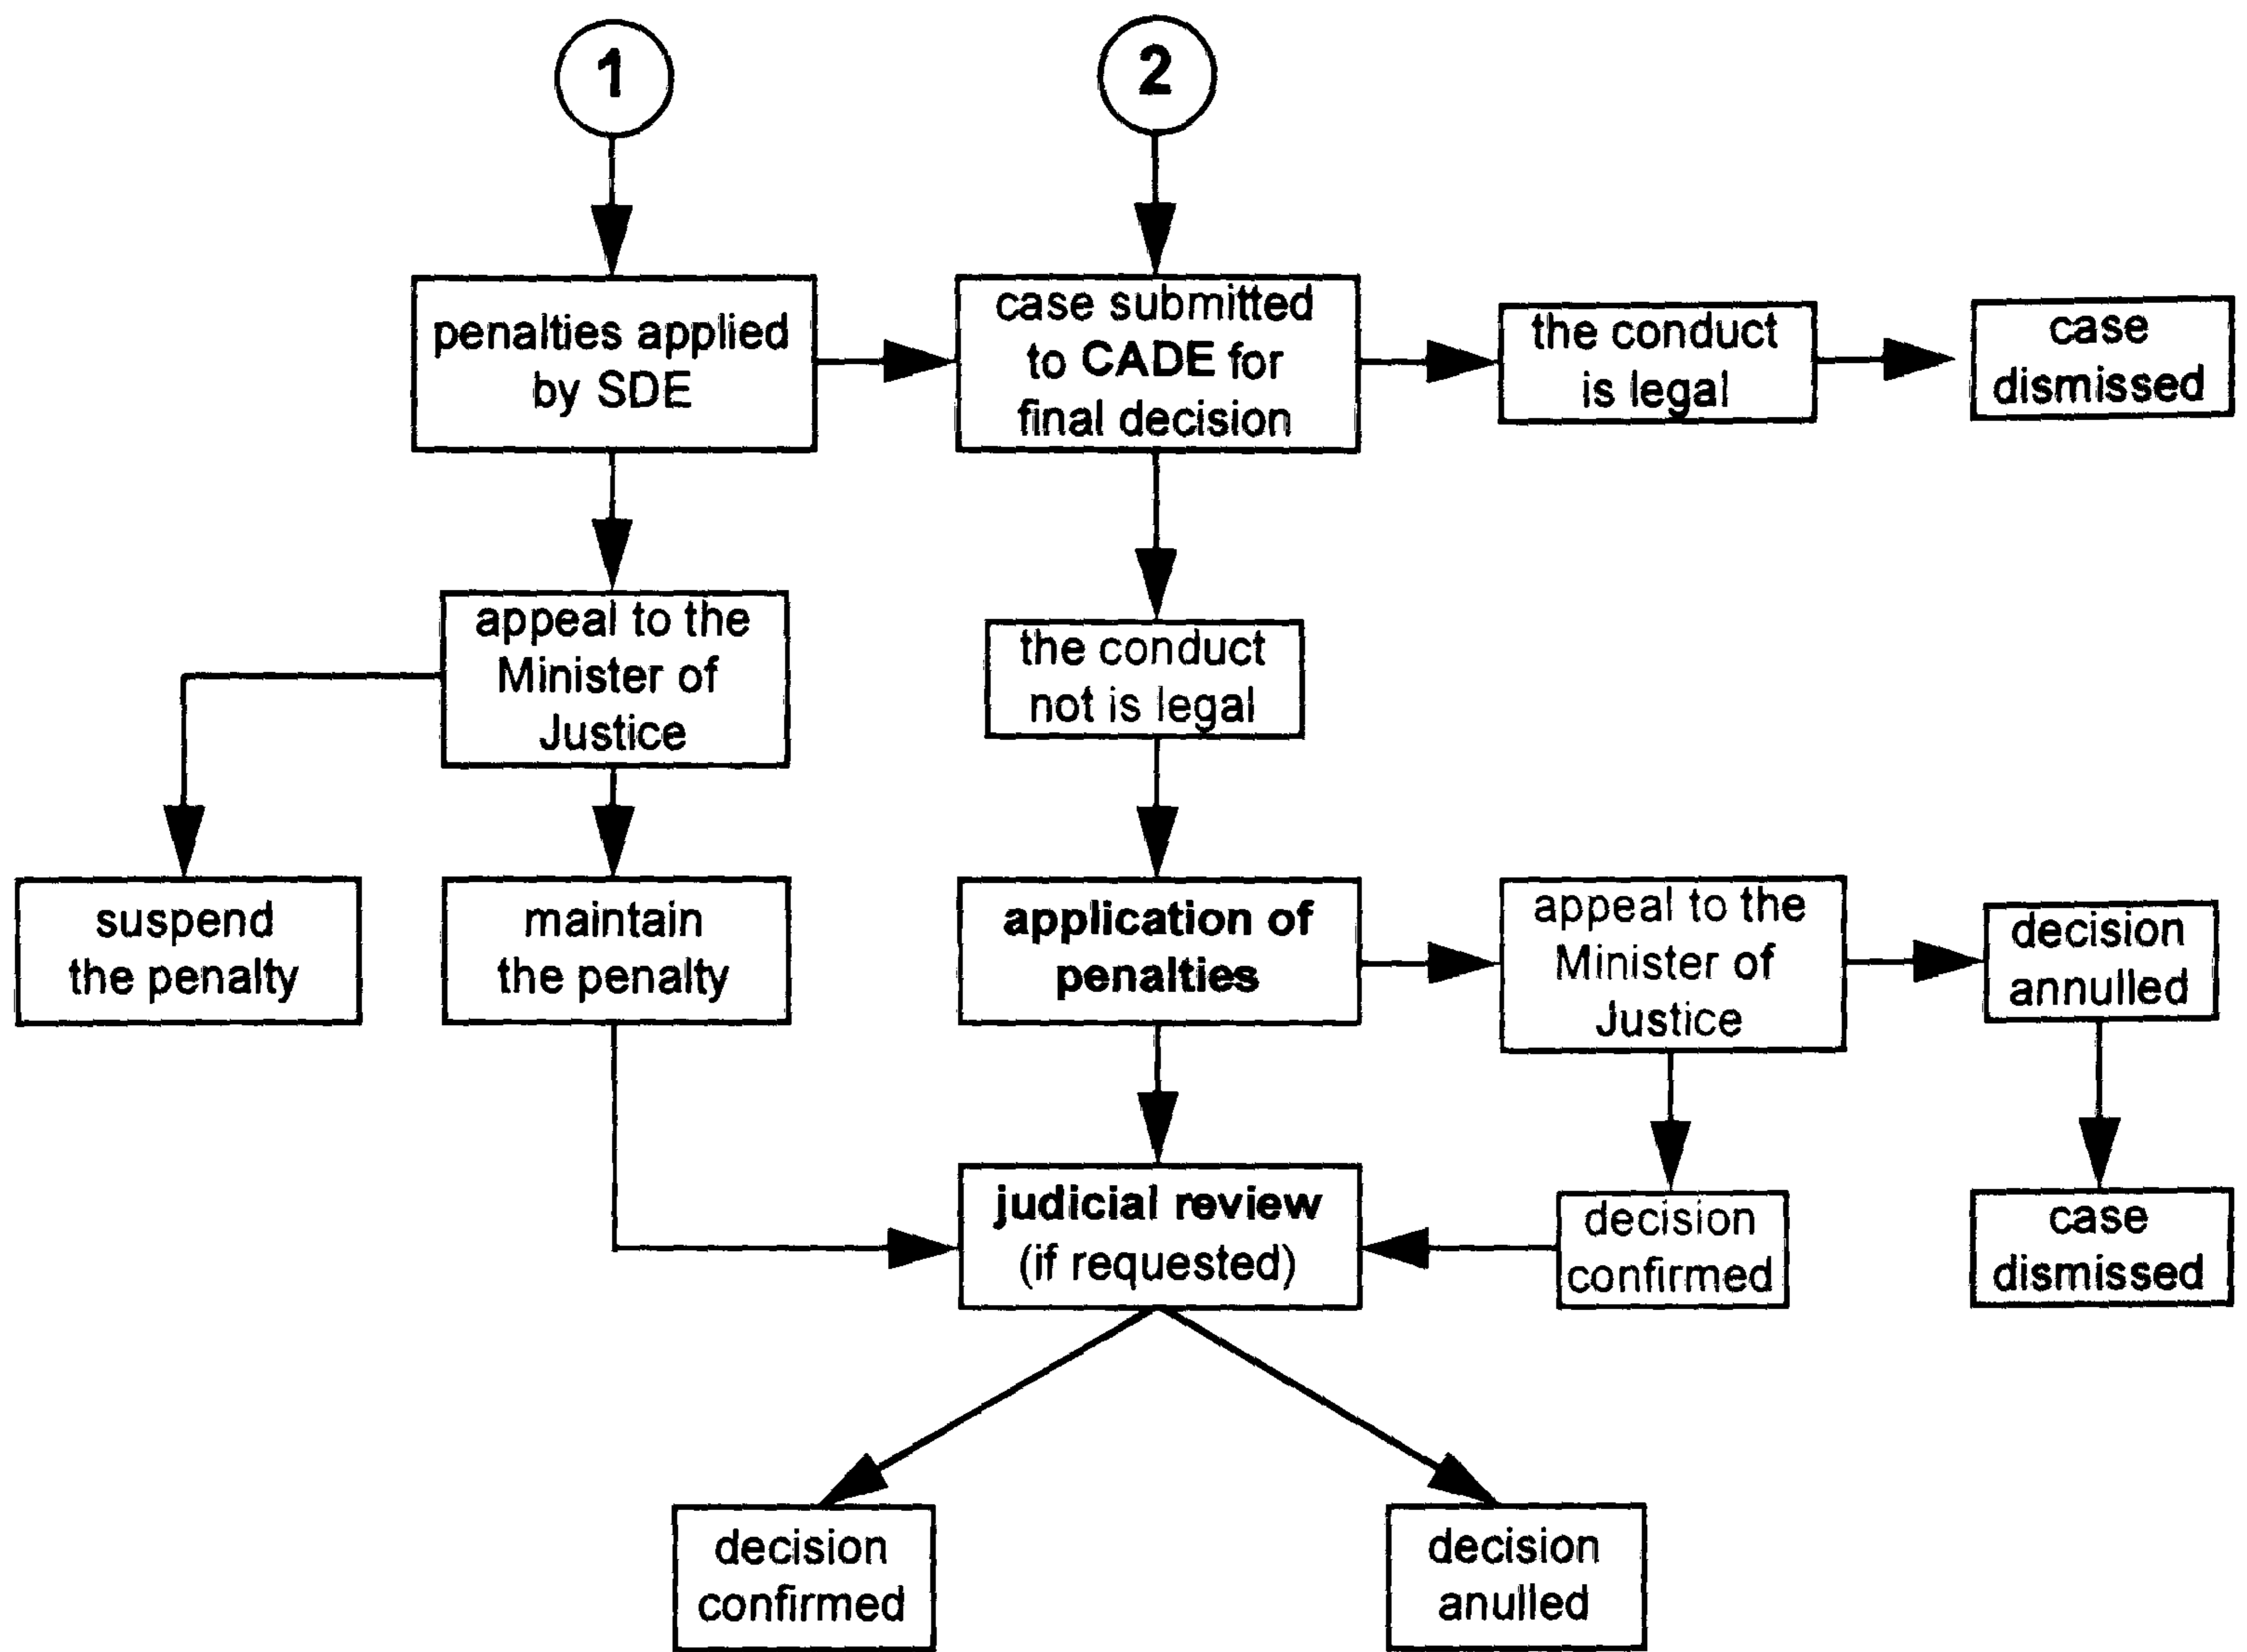 1
2
penalties applied
by SDE
case submitted
to CADE for
final decision
the conduct
is legal
case
dismissed
appeal to the
Minister of
Justice
the conduct
not is legal
suspend
the penalty
maintain
the penalty
application of
penalties
appeal to the
Minister of
Justice
decision
annulled
judicial review
(if requested)
decision
confirmed
case
dismissed
decision
confirmed
decision
anulled